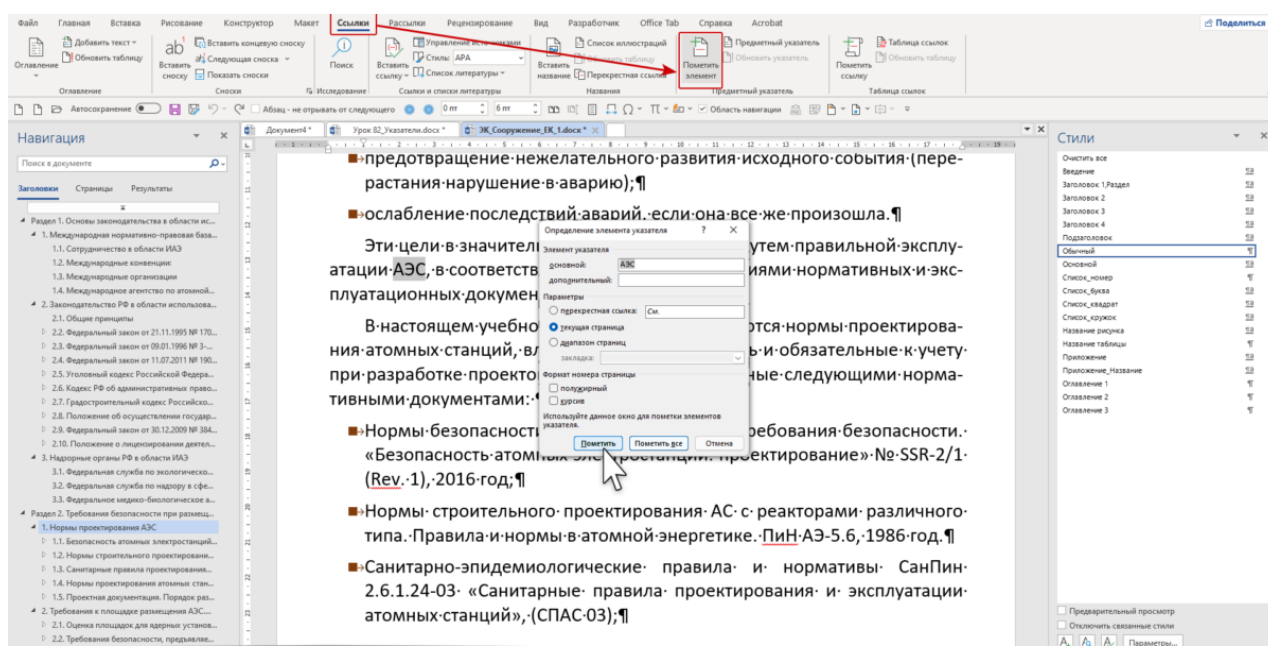 Файл Главная Вставка Рисование Конструктор Макет Ссылки Рассылки Рецензирование Вид Разработчик Office Tab Справка Acrobat Поделиться
Оглавление
Добавить текст
Обновить таблицу
Оглавление
ab
Вставить сноску
Вставить концевую сноску
Следующая сноска
Показать сноски
Сноски
Поиск
Исследование
Вставить ссылку
Управление источниками
Стиль: APA
Список литературы
Ссылки и списки литературы
Вставить название
Список иллюстраций
Обновить таблицу
Перекрестная ссылка
Названия
Пометить элемент
Предметный указатель
Обновить указатель
Предметный указатель
Пометить ссылку
Таблица ссылок
Обновить таблицу
Таблица ссылок
Автосохранение Абзац - не отрывать от следующего 0 пт 6 пт Область навигации
Навигация
Поиск в документе
Заголовки Страницы Результаты
Раздел 1. Основы законодательства в области ис...
1. Международная нормативно-правовая база...
1.1. Сотрудничество в области ИАЭ
1.2. Международные конвенции:
1.3. Международные организации
1.4. Международное агентство по атомной...
2. Законодательство РФ в области использова...
2.1. Общие принципы
2.2. Федеральный закон от 21.11.1995 № 170...
2.3. Федеральный закон от 09.01.1996 № 3-...
2.4. Федеральный закон от 11.07.2011 № 190...
2.5. Уголовный кодекс Российской Федера...
2.6. Кодекс РФ об административных право...
2.7. Градостроительный кодекс Российско...
2.8. Положение об осуществлении государ...
2.9. Федеральный закон от 30.12.2009 № 384...
2.10. Положение о лицензировании деятел...
3. Надзорные органы РФ в области ИАЭ
3.1. Федеральная служба по экологическо...
3.2. Федеральная служба по надзору в сфе...
3.3. Федеральное медико-биологическое а...
Раздел 2. Требования безопасности при размещ...
1. Нормы проектирования АЭС
1.1. Безопасность атомных электростанций...
1.2. Нормы строительного проектировани...
1.3. Санитарные правила проектирования...
1.4. Нормы проектирования атомных стан...
1.5. Проектная документация. Порядок раз...
2. Требования к площадке размещения АЭС....
2.1. Оценка площадок для ядерных установ...
2.2. Требования безопасности, предъявляе...
Документ4 * Урок 82_Указатели.docx * ЭК_Сооружение_ЕК_1.docx *
предотвращение нежелательного развития исходного события (пере-
растания нарушение в аварию);¶
ослабление последствий аварий, если она все же произошла.¶
Эти цели в значител утем правильной эксплу-
атации АЭС, в соответств иями нормативных и экс-
плуатационных докумен
В настоящем учебно отся нормы проектирова-
ния атомных станций, вл ь и обязательные к учету
при разработке проекто ные следующими норма-
тивными документами:
Нормы безопасност ребования безопасности.
«Безопасность атомных электростанций: проектирование» № SSR-2/1
(Rev. 1), 2016 год;¶
Нормы строительного проектирования АС с реакторами различного
типа. Правила и нормы в атомной энергетике. ПиН АЭ-5.6, 1986 год.¶
Санитарно-эпидемиологические правила и нормативы СанПин
2.6.1.24-03 «Санитарные правила проектирования и эксплуатации
атомных станций», (СПАС 03);¶
Определение элемента указателя ? ×
Элемент указателя
основной: АЭС
дополнительный:
Параметры
перекрестная ссылка: См.
текущая страница
диапазон страниц
закладка:
Формат номера страницы
полужирный
курсив
Используйте данное окно для пометки элементов
указателя.
Пометить Пометить все Отмена
Стили
Очистить все
Введение
Заголовок 1,Раздел
Заголовок 2
Заголовок 3
Заголовок 4
Подзаголовок
Обычный
Основной
Список_номер
Список_буква
Список_квадрат
Список_кружок
Название рисунка
Название таблицы
Приложение
Приложение_Название
Оглавление 1
Оглавление 2
Оглавление 3
Предварительный просмотр
Отключить связанные стили
Параметры...